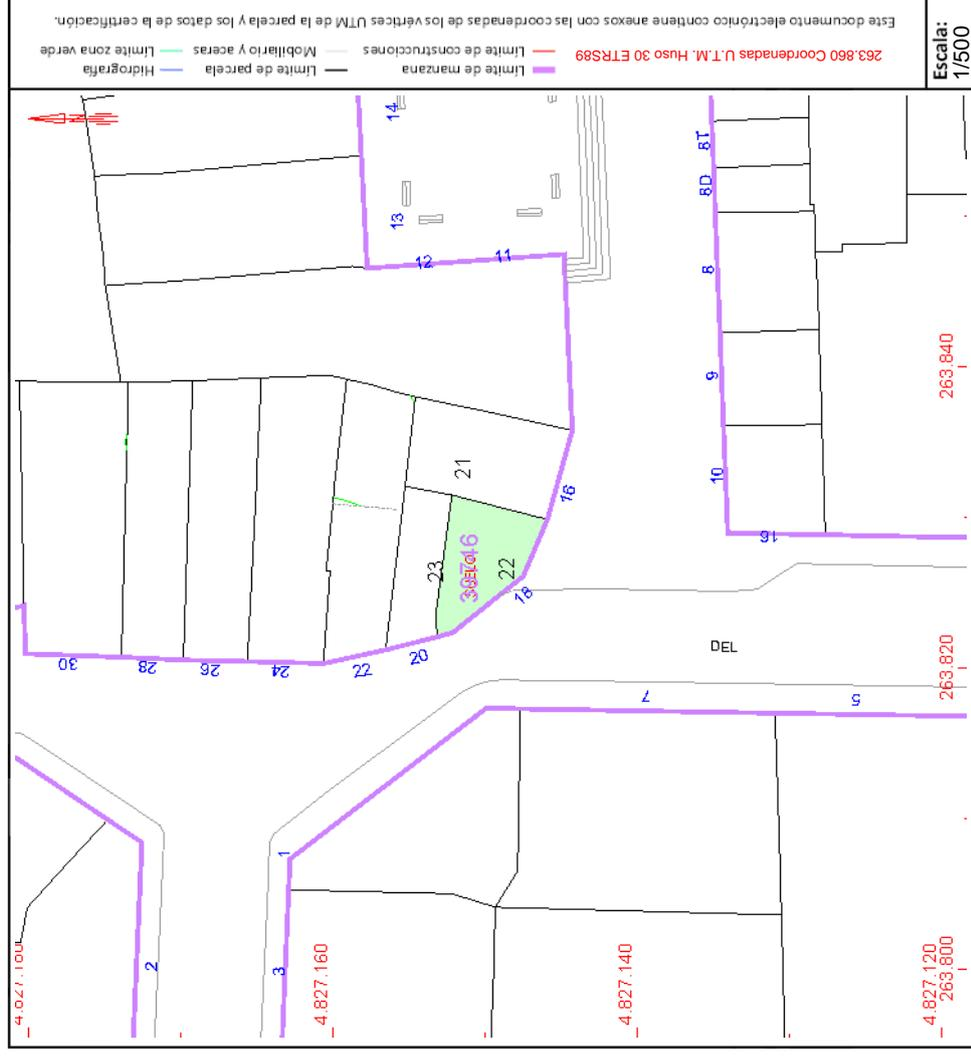 Este documento electrónico contiene anexos con las coordenadas de los vértices UTM de la parcela y los datos de la certificación.
263.860 Coordenadas U.T.M. Huso 30 ETRS89
Límite de manzana
Límite de parcela
Hidrografía
Límite de construcciones
Mobiliario y aceras
Límite zona verde
Escala:
1/500
14
13
12
11
8T
8D
8
9
10
16
263.840
21
16
23
22
18
20
22
24
26
28
30
DEL
263.820
7
5
1
2
3
4.827.160
4.827.140
4.827.120
263.800